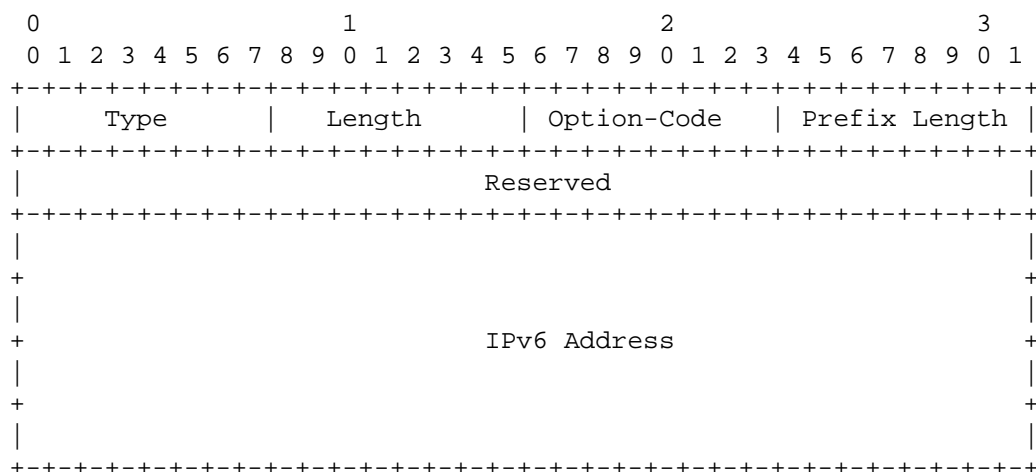 0                   1                   2                   3
0 1 2 3 4 5 6 7 8 9 0 1 2 3 4 5 6 7 8 9 0 1 2 3 4 5 6 7 8 9 0 1
+-+-+-+-+-+-+-+-+-+-+-+-+-+-+-+-+-+-+-+-+-+-+-+-+-+-+-+-+-+-+-+-+
|     Type      |   Length      | Option-Code   | Prefix Length |
+-+-+-+-+-+-+-+-+-+-+-+-+-+-+-+-+-+-+-+-+-+-+-+-+-+-+-+-+-+-+-+-+
|                             Reserved                          |
+-+-+-+-+-+-+-+-+-+-+-+-+-+-+-+-+-+-+-+-+-+-+-+-+-+-+-+-+-+-+-+-+
|                                                               |
+                                                               +
|                                                               |
+                             IPv6 Address                      +
|                                                               |
+                                                               +
|                                                               |
+-+-+-+-+-+-+-+-+-+-+-+-+-+-+-+-+-+-+-+-+-+-+-+-+-+-+-+-+-+-+-+-+